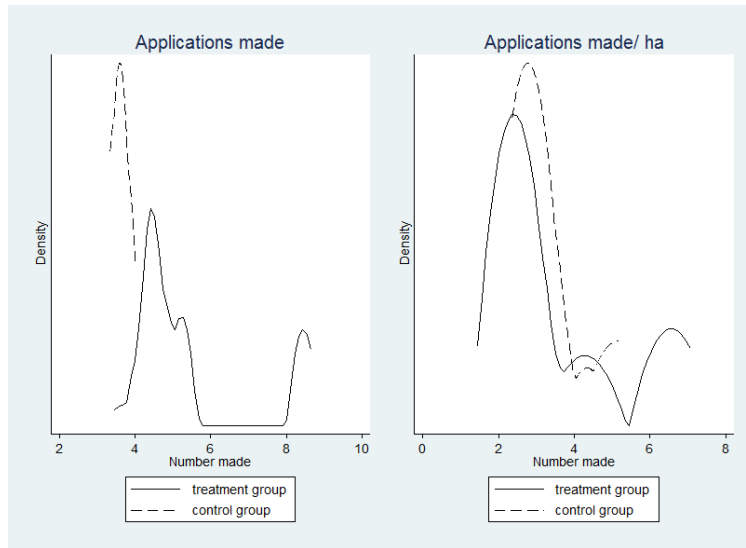 Applications made
Density
2 4 6 8 10
Number made
treatment group
control group
Applications made/ ha
Density
0 2 4 6 8
Number made
treatment group
control group